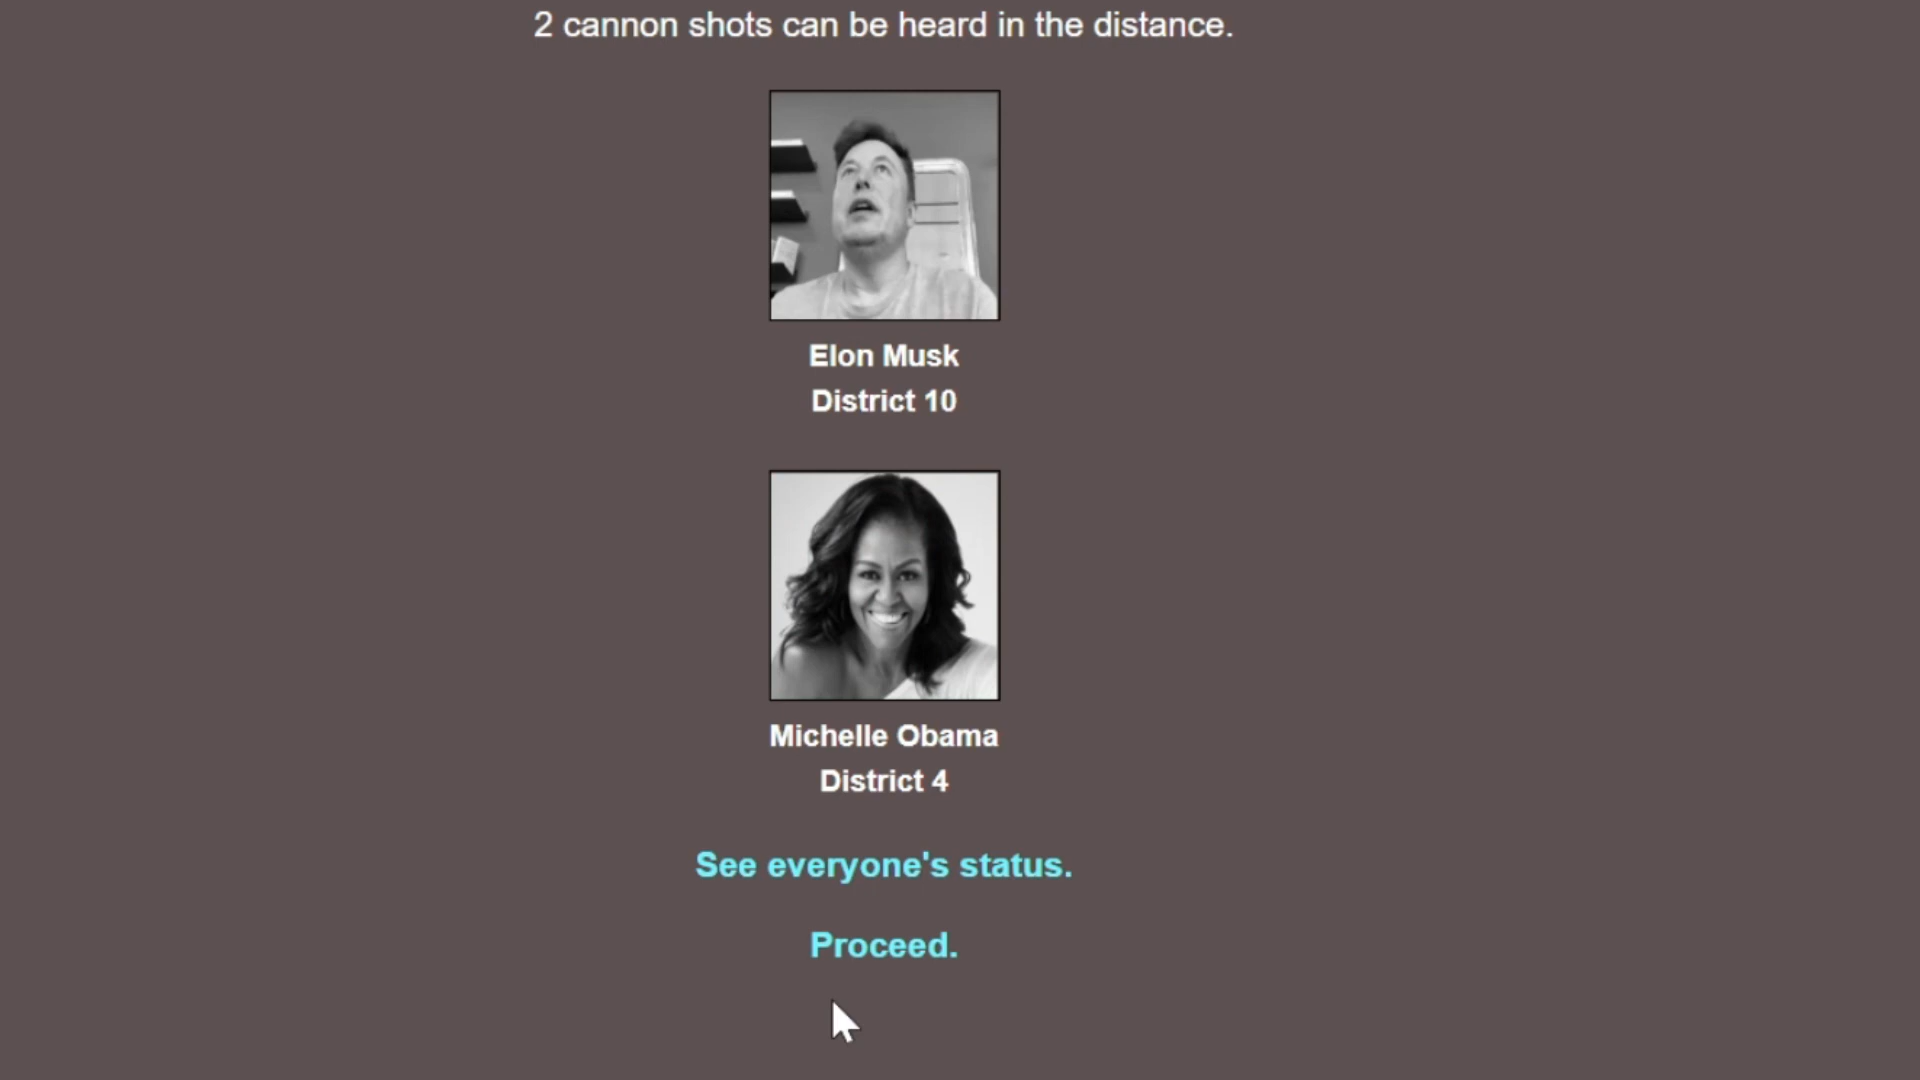 2 cannon shots can be heard in the distance.
Elon Musk
District 10
Michelle Obama
District 4
See everyone's status.
Proceed.